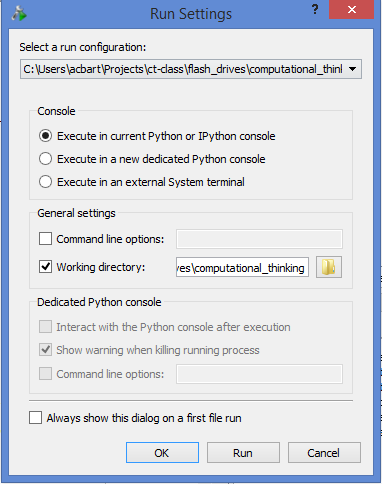 Run Settings
?
Select a run configuration:
C:\Users\acbart\Projects\ct-class\flash_drives\computational_thinl
Console
Execute in current Python or IPython console
Execute in a new dedicated Python console
Execute in an external System terminal
General settings
Command line options:
Working directory: ves\computational_thinking
Dedicated Python console
Interact with the Python console after execution
Show warning when killing running process
Command line options:
Always show this dialog on a first file run
OK Run Cancel